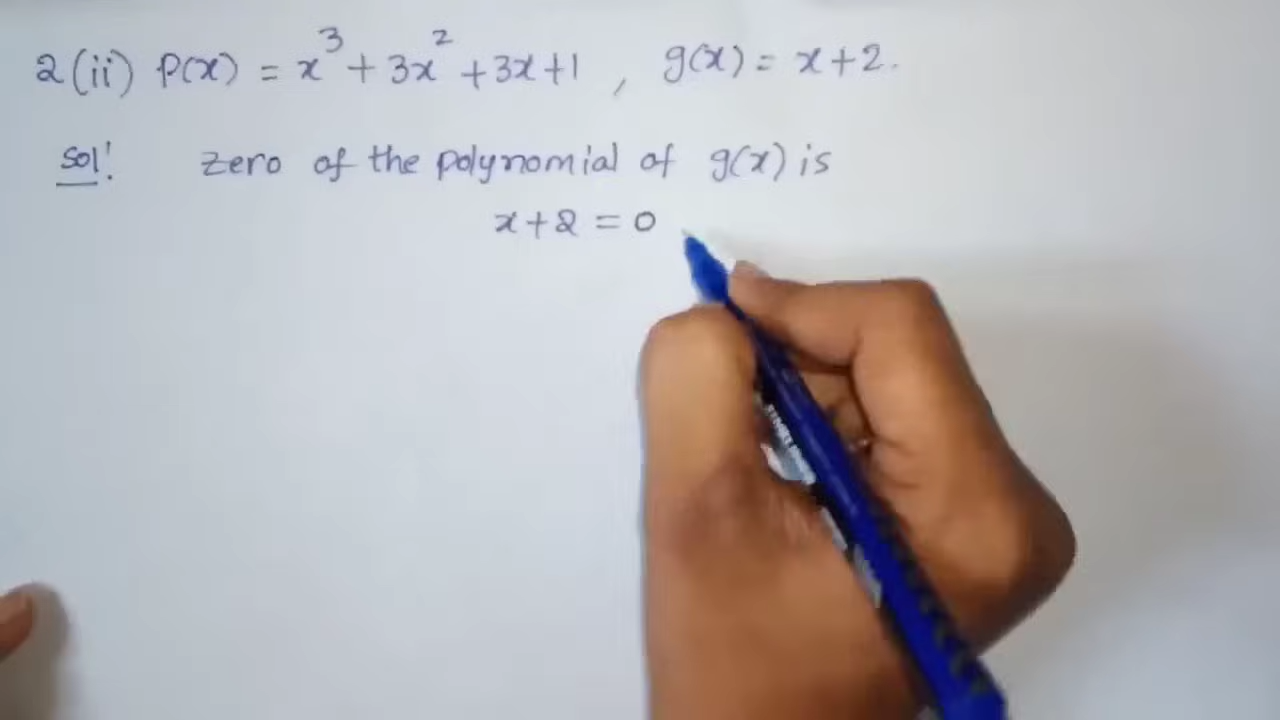 2(ii) P(x) = x³ + 3x² + 3x + 1 , g(x) = x + 2.
Sol! Zero of the polynomial of g(x) is
x + 2 = 0